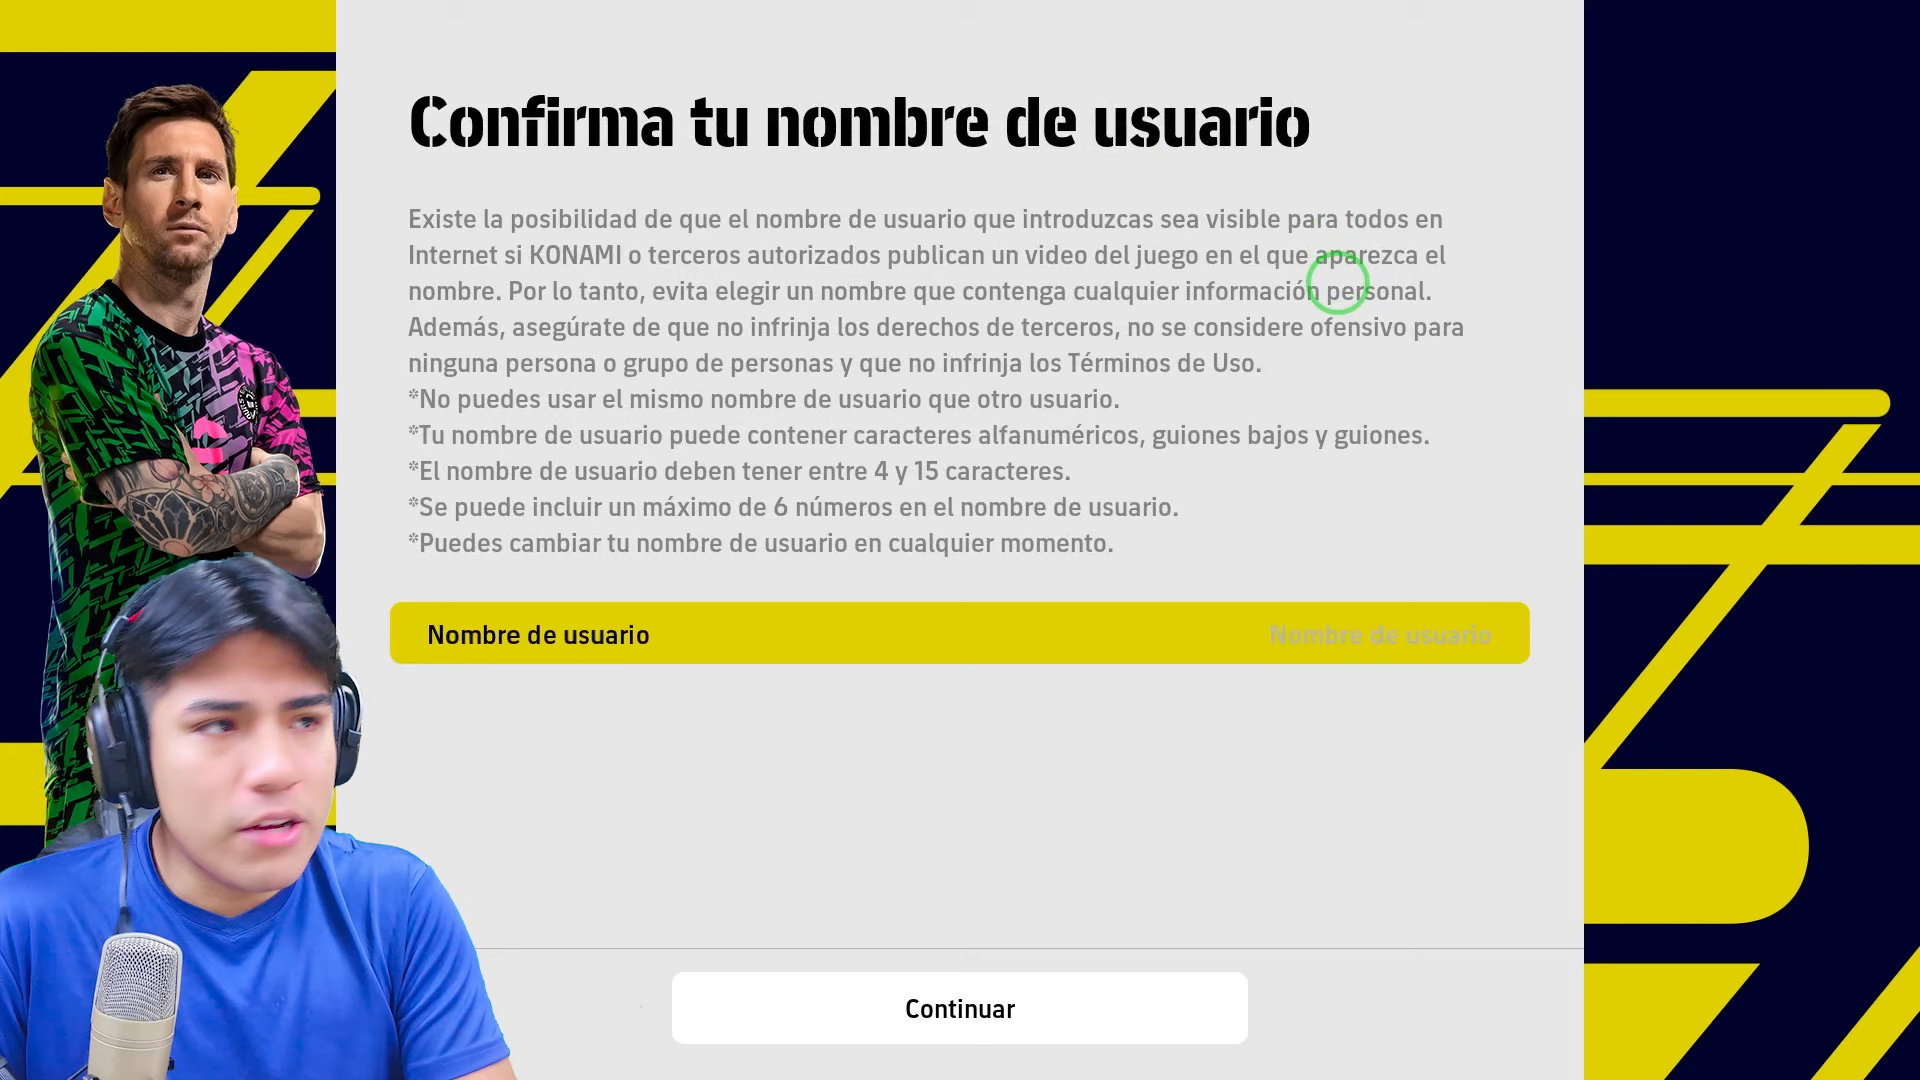 Confirma tu nombre de usuario
Existe la posibilidad de que el nombre de usuario que introduzcas sea visible para todos en
Internet si KONAMI o terceros autorizados publican un video del juego en el que aparezca el
nombre. Por lo tanto, evita elegir un nombre que contenga cualquier información personal.
Además, asegúrate de que no infrinja los derechos de terceros, no se considere ofensivo para
ninguna persona o grupo de personas y que no infrinja los Términos de Uso.
*No puedes usar el mismo nombre de usuario que otro usuario.
*Tu nombre de usuario puede contener caracteres alfanuméricos, guiones bajos y guiones.
*El nombre de usuario deben tener entre 4 y 15 caracteres.
*Se puede incluir un máximo de 6 números en el nombre de usuario.
*Puedes cambiar tu nombre de usuario en cualquier momento.
Nombre de usuario Nombre de usuario
Continuar